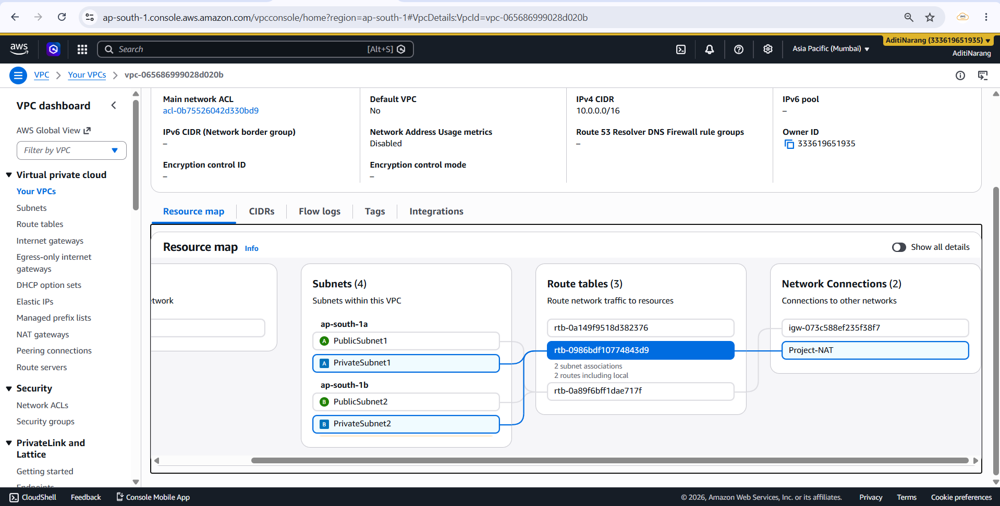 ap-south-1.console.aws.amazon.com/vpcconsole/home?region=ap-south-1#VpcDetails:VpcId=vpc-065686999028d020b
aws
Search
[Alt+S]
Asia Pacific (Mumbai)
AditiNarang (333619651935)
AditiNarang
VPC
Your VPCs
vpc-065686999028d020b
VPC dashboard
AWS Global View
Filter by VPC
Virtual private cloud
Your VPCs
Subnets
Route tables
Internet gateways
Egress-only internet
gateways
DHCP option sets
Elastic IPs
Managed prefix lists
NAT gateways
Peering connections
Route servers
Security
Network ACLs
Security groups
PrivateLink and
Lattice
Getting started
Endpoints
Main network ACL
acl-0b75526042d330bd9
Default VPC
No
IPv4 CIDR
10.0.0.0/16
IPv6 pool
–
IPv6 CIDR (Network border group)
–
Network Address Usage metrics
Disabled
Route 53 Resolver DNS Firewall rule groups
–
Owner ID
333619651935
Encryption control ID
–
Encryption control mode
–
Resource map
CIDRs
Flow logs
Tags
Integrations
Resource map Info
Show all details
twork
Subnets (4)
Subnets within this VPC
ap-south-1a
A PublicSubnet1
A PrivateSubnet1
ap-south-1b
B PublicSubnet2
B PrivateSubnet2
Route tables (3)
Route network traffic to resources
rtb-0a149f9518d382376
rtb-0986bdf10774843d9
2 subnet associations
2 routes including local
rtb-0a89f6bff1dae717f
Network Connections (2)
Connections to other networks
igw-073c588ef235f38f7
Project-NAT
CloudShell
Feedback
Console Mobile App
© 2026, Amazon Web Services, Inc. or its affiliates.
Privacy
Terms
Cookie preferences